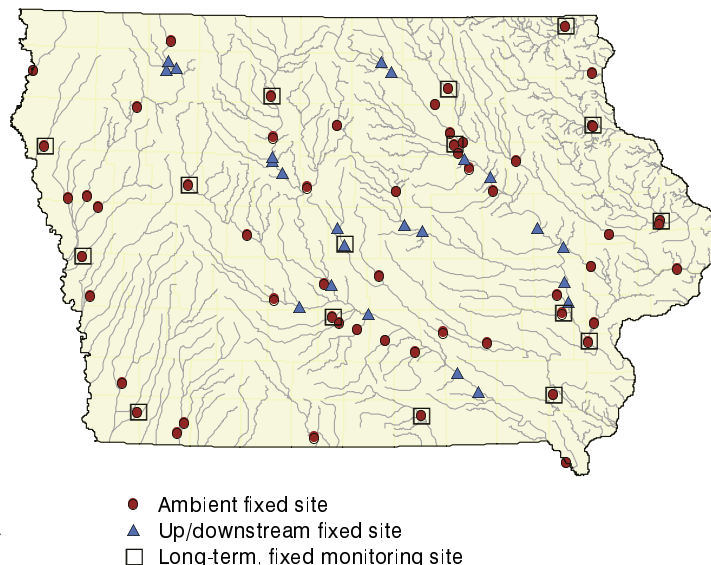 Ambient fixed site
Up/downstream fixed site
Long-term, fixed monitoring site